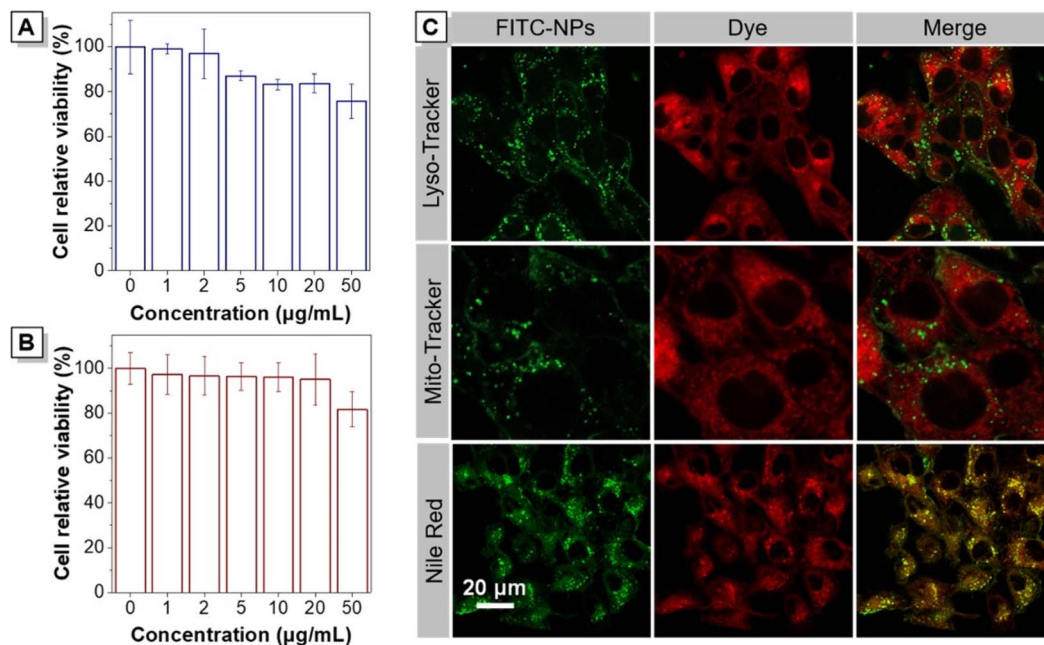 A
Cell relative viability (%)
100
80
60
40
80
20
0
0 1 2 5 10 20 50
Concentration (µg/mL)
B
Cell relative viability (%)
100
80
60
40
80
20
0
0 1 2 5 10 20 50
Concentration (µg/mL)
C
FITC-NPs Dye Merge
Lyso-Tracker
Mito-Tracker
Nile Red
20 µm